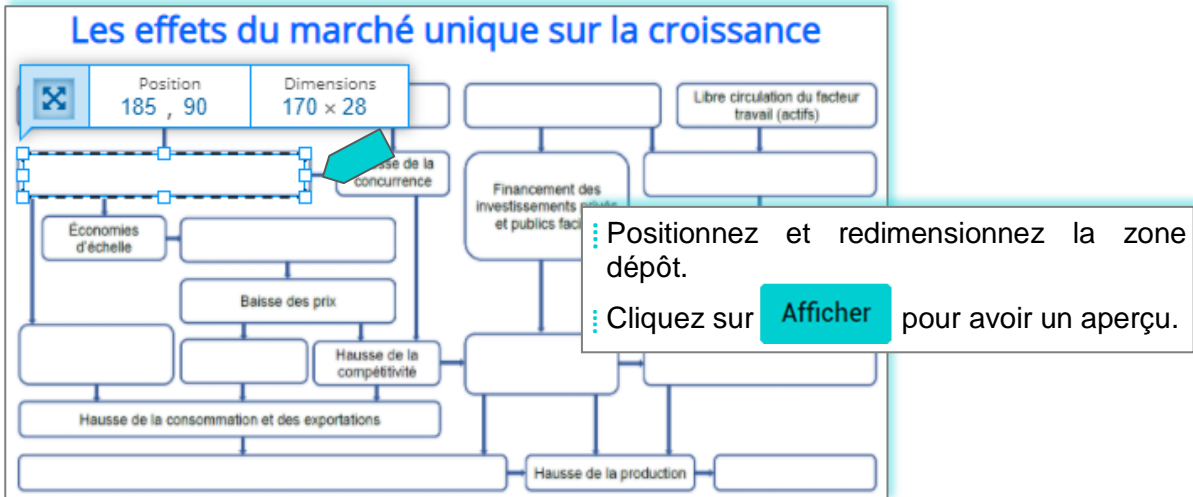 Les effets du marché unique sur la croissance
Position
185 , 90
Dimensions
170 × 28
Libre circulation du facteur
travail (actifs)
de la
concurrence
Financement des
investissements
et publics
Économies
d'échelle
Positionnez et redimensionnez la zone
dépôt.
Cliquez sur Afficher pour avoir un aperçu.
Baisse des prix
Hausse de la
compétitivité
Hausse de la consommation et des exportations
Hausse de la production